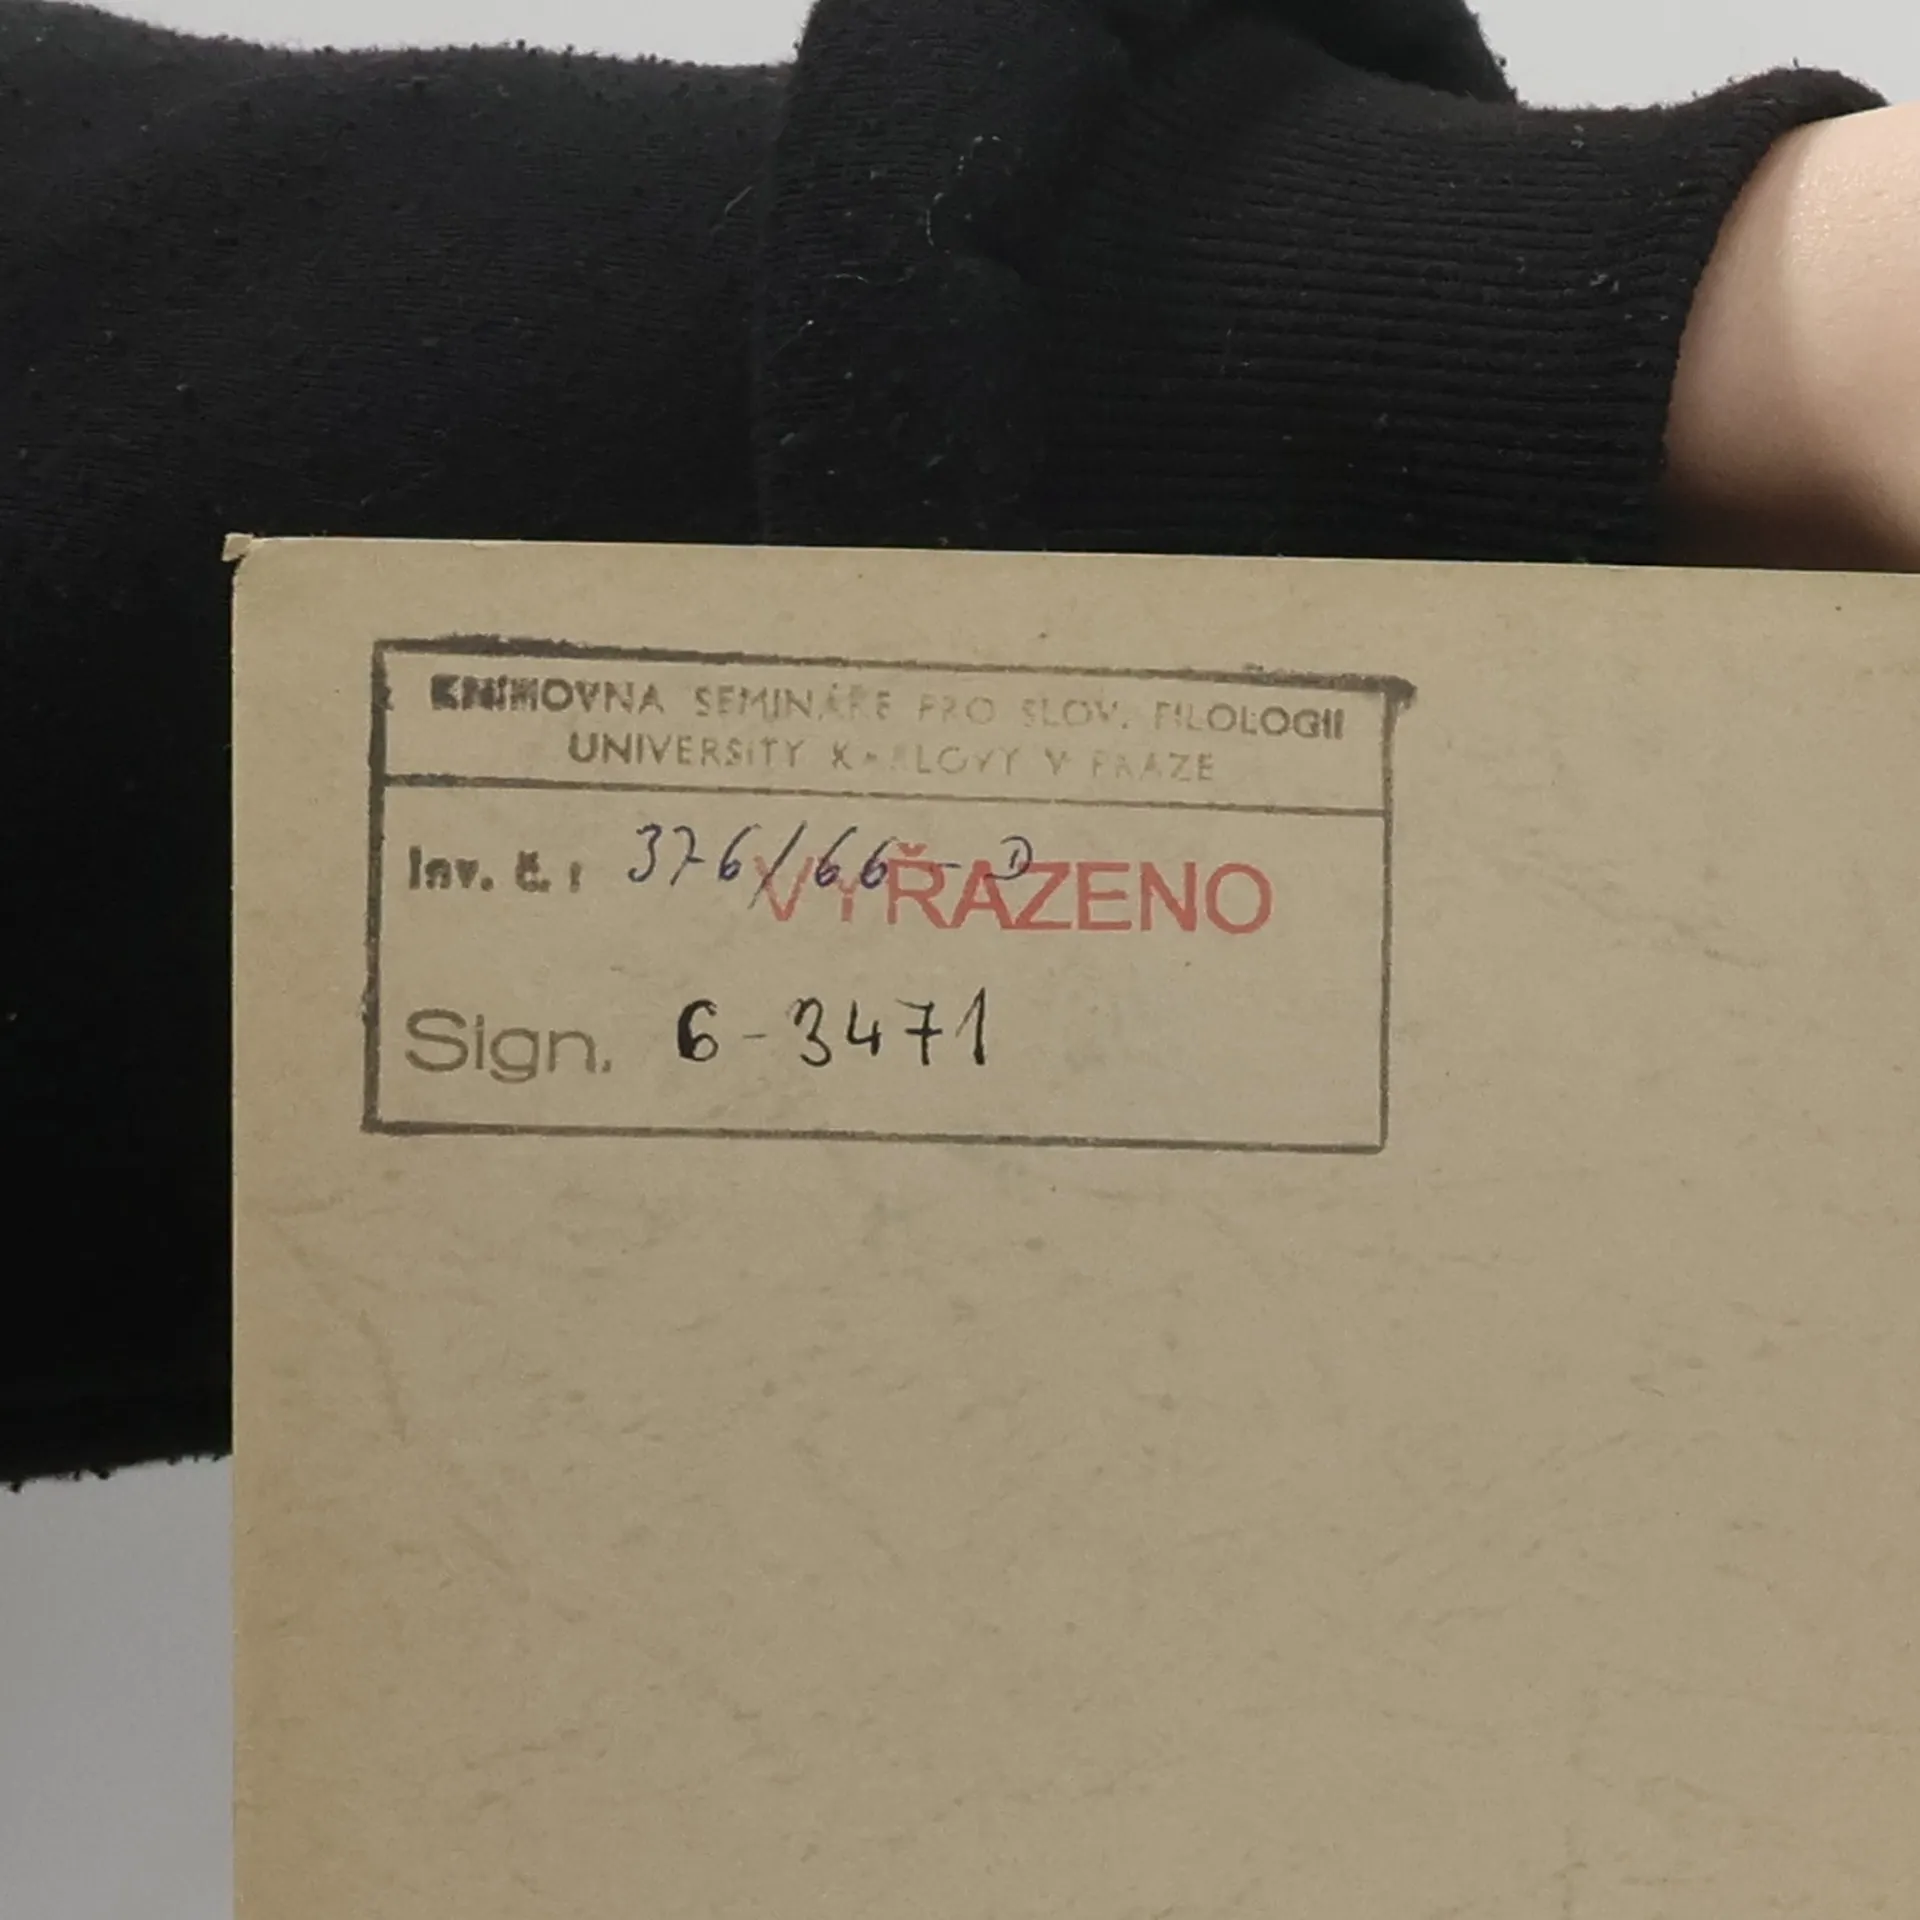 KNIHOVNA SEMINÁŘE PRO SLOV. FILOLOGII
UNIVERSITY KARLOVY V PRAZE
Inv. č.: 376/66-D
VYŘAZENO
Sign. 6-3471